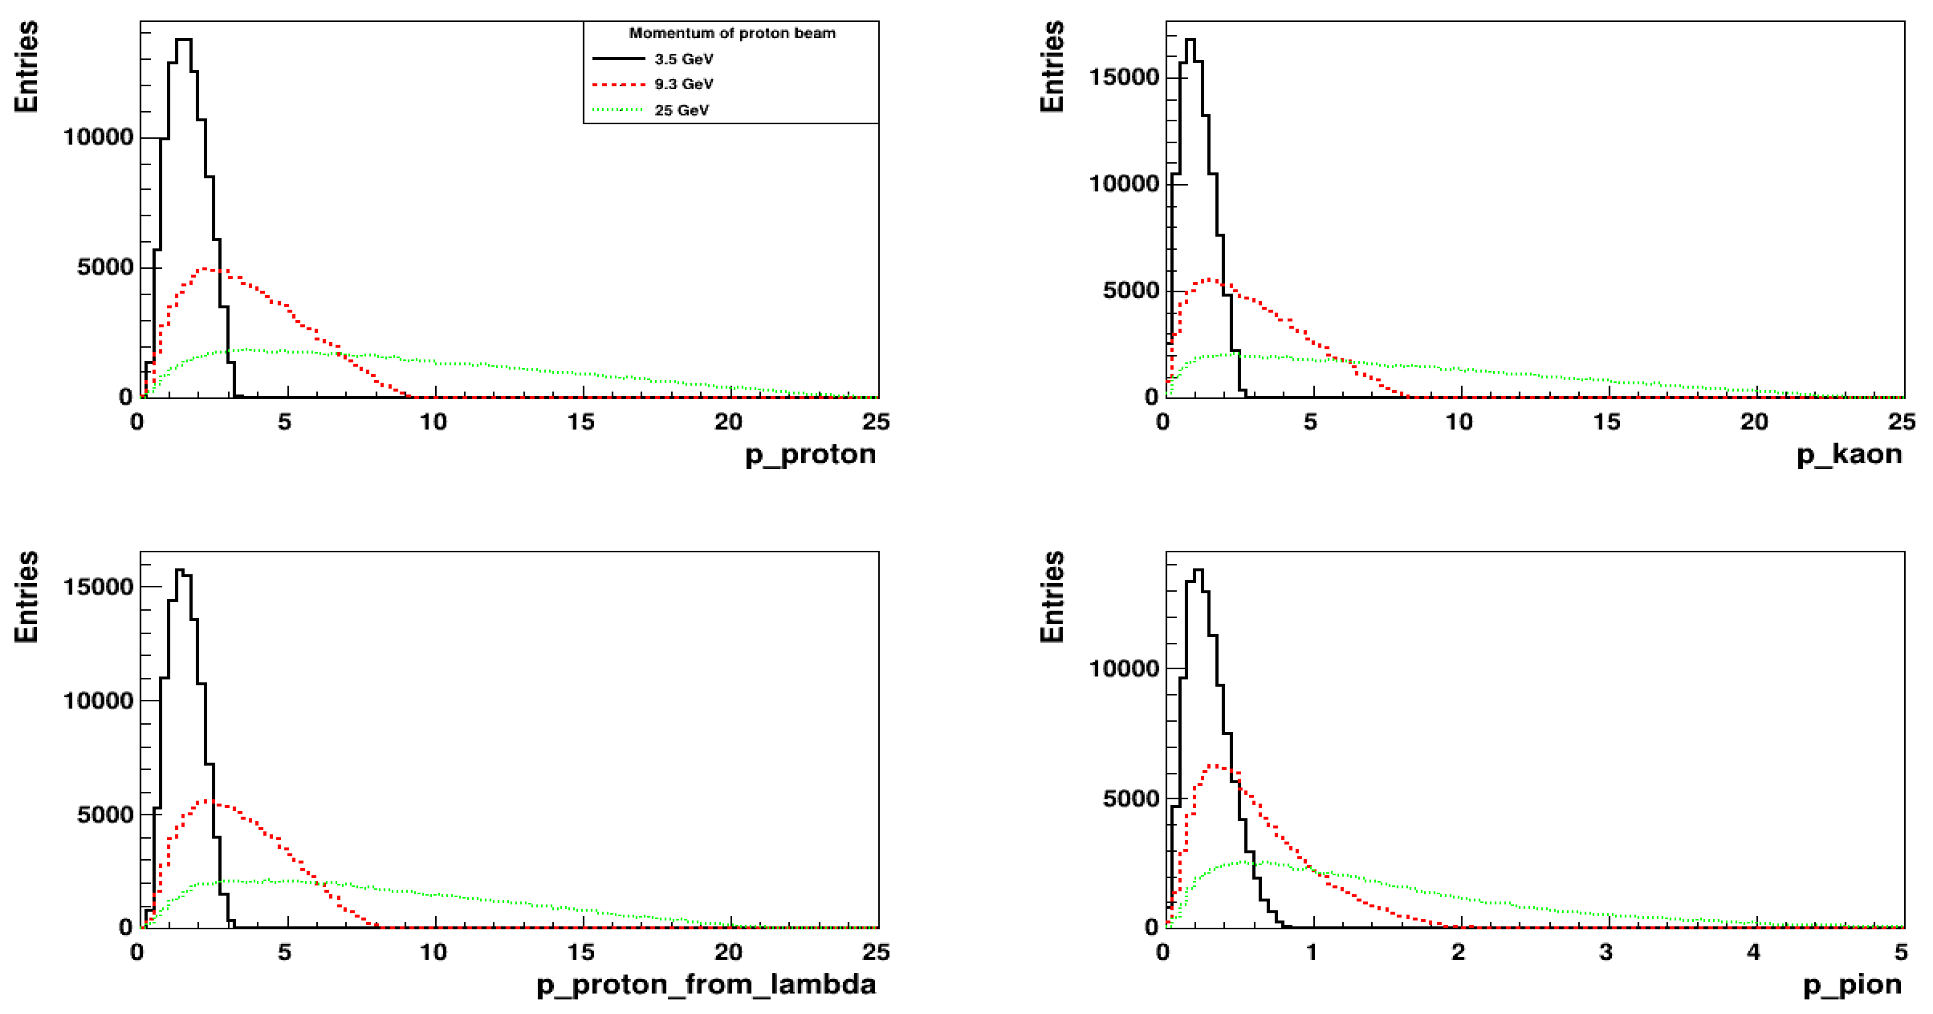 Entries
10000
5000
0
0 5 10 15 20 25
p_proton
Momentum of proton beam
3.5 GeV
9.3 GeV
25 GeV
Entries
15000
10000
5000
0
0 5 10 15 20 25
p_kaon
Entries
15000
10000
5000
0
0 5 10 15 20 25
p_proton_from_lambda
Entries
10000
5000
0
0 1 2 3 4 5
p_pion